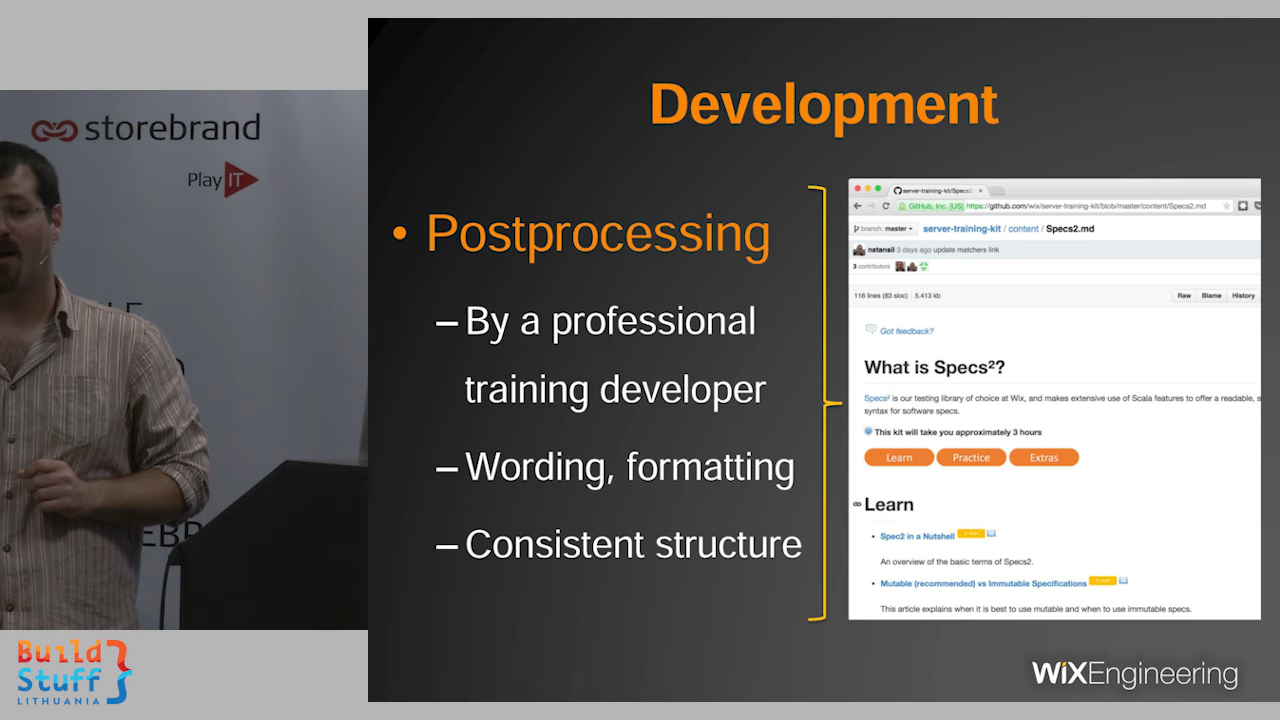 storebrand
Play IT
Build
Stuff
LITHUANIA
Development
• Postprocessing
– By a professional
training developer
– Wording, formatting
– Consistent structure
server-training-kit/Specs2.
GitHub, Inc. [US] https://github.com/wix/server-training-kit/blob/master/content/Specs2.md
branch: master
server-training-kit / content / Specs2.md
natansil 3 days ago update matchers link
3 contributors
116 lines (83 sloc) 5.413 kb
Raw Blame History
Got feedback?
What is Specs²?
Specs² is our testing library of choice at Wix, and makes extensive use of Scala features to offer a readable, s
syntax for software specs.
This kit will take you approximately 3 hours
Learn Practice Extras
Learn
• Spec2 in a Nutshell
An overview of the basic terms of Specs2.
• Mutable (recommended) vs Immutable Specifications
This article explains when it is best to use mutable and when to use immutable specs.
WiXEngineering